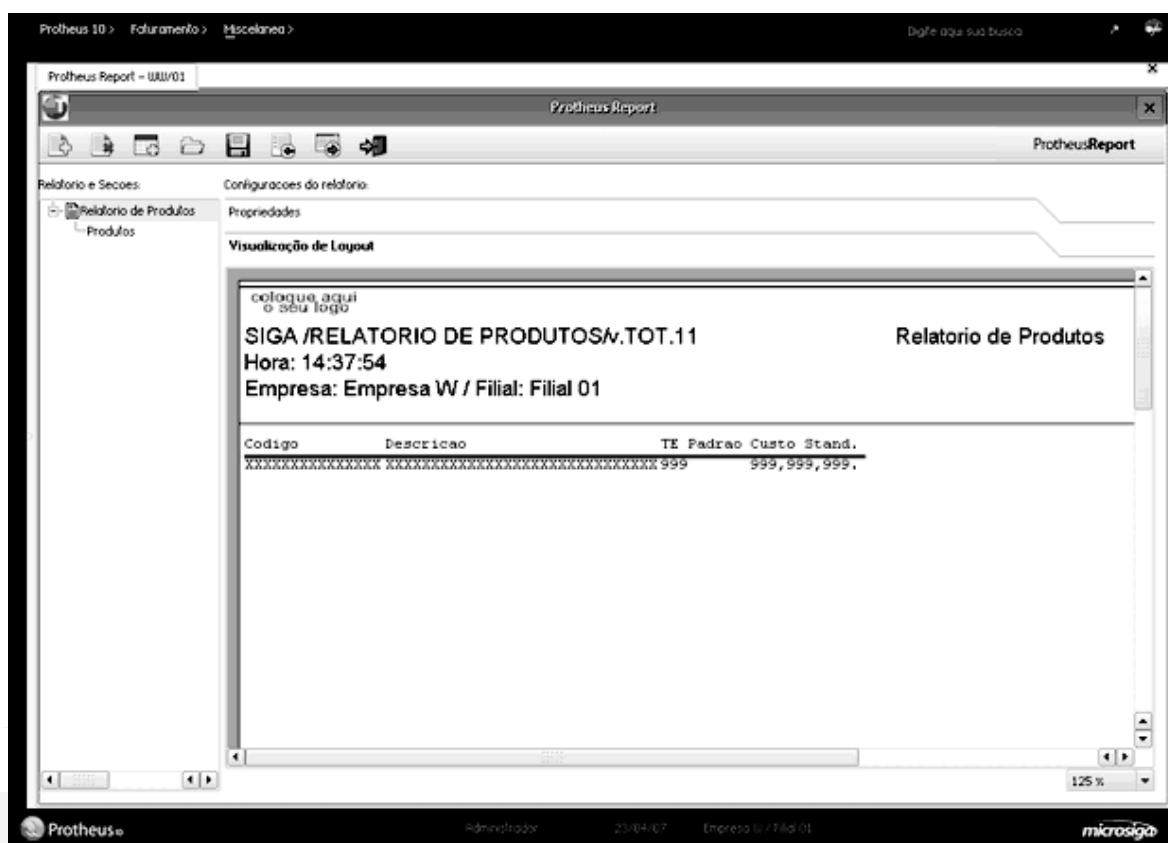 Protheus 10 > Faturamento > Miscelanea >
Digite aqui sua busca
Protheus Report - WW/01
Protheus Report
ProtheusReport
Relatorio e Secoes:
Configuracoes do relatorio:
Relatorio de Produtos
Produtos
Propriedades
Visualização de Layout
coloque aqui
o seu logo
SIGA /RELATORIO DE PRODUTOS/v.TOT.11
Relatorio de Produtos
Hora: 14:37:54
Empresa: Empresa W / Filial: Filial 01
Codigo Descricao TE Padrao Custo Stand.
XXXXXXXXXXXXXXX XXXXXXXXXXXXXXXXXXXXXXXXXXXXXX 999 999,999,999.
125 %
Protheus 10
Administrador 23/04/07 Empresa W / Filial 01
microsiga